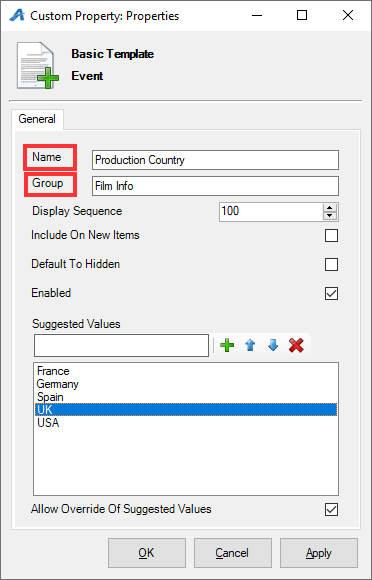 Custom Property: Properties
Basic Template
Event
General
Name Production Country
Group Film Info
Display Sequence 100
Include On New Items
Default To Hidden
Enabled
Suggested Values
France
Germany
Spain
UK
USA
Allow Override Of Suggested Values
OK Cancel Apply